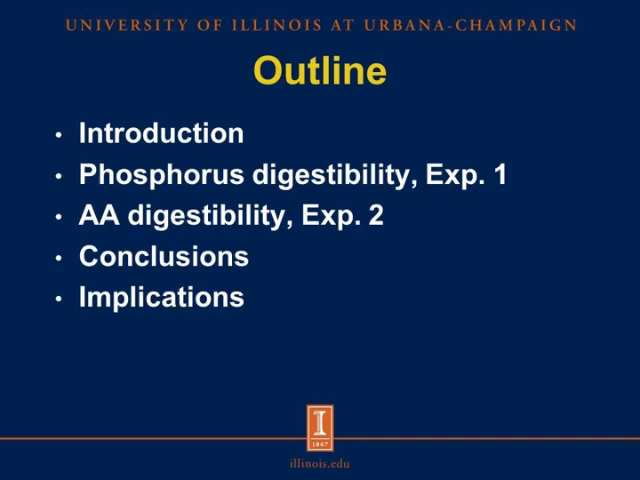 UNIVERSITY OF ILLINOIS AT URBANA-CHAMPAIGN
Outline
• Introduction
• Phosphorus digestibility, Exp. 1
• AA digestibility, Exp. 2
• Conclusions
• Implications
I
1867
illinois.edu